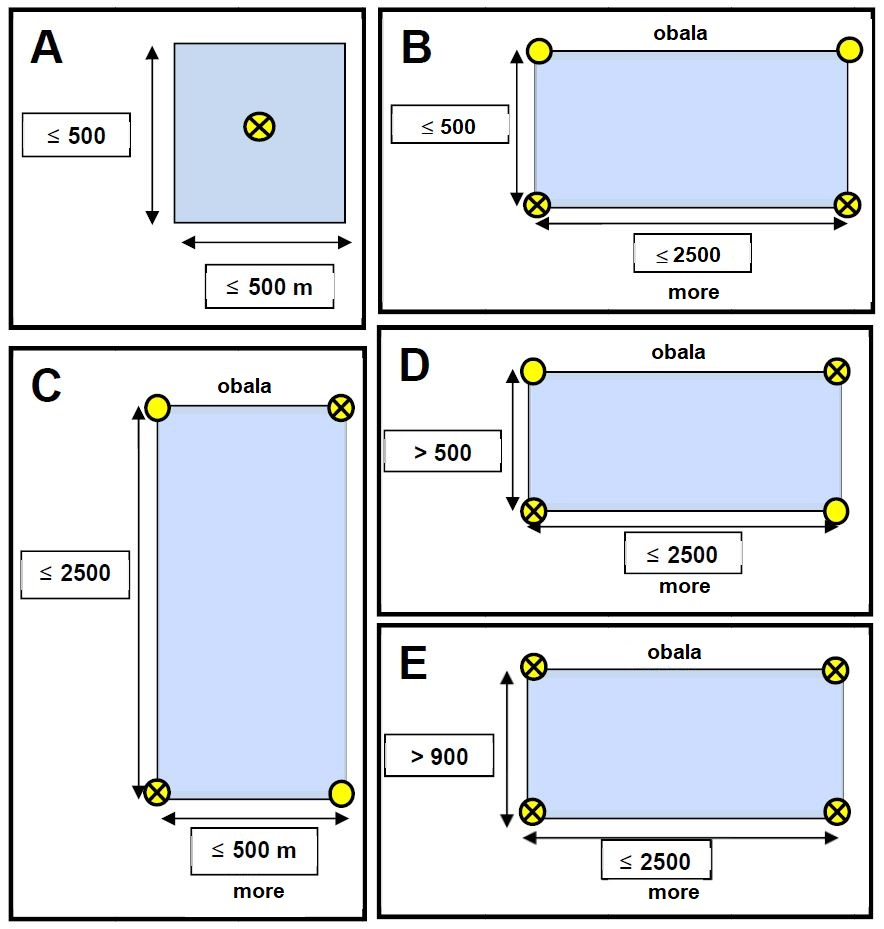 A
≤ 500
≤ 500 m
B
obala
≤ 500
≤ 2500
more
C
obala
≤ 2500
≤ 500 m
more
D
obala
> 500
≤ 2500
more
E
obala
> 900
≤ 2500
more